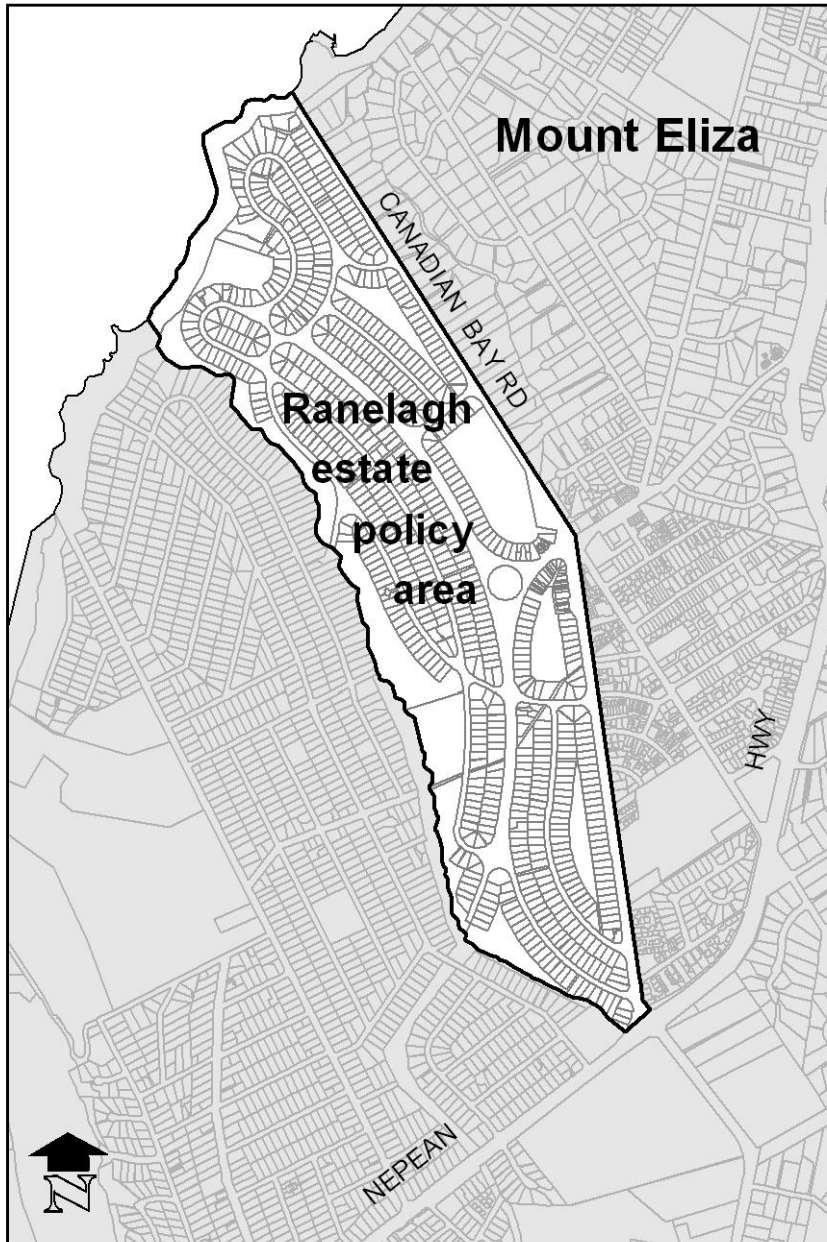 Mount Eliza
CANADIAN BAY RD
Ranelagh
estate
policy
area
HWY
NEPEAN
N